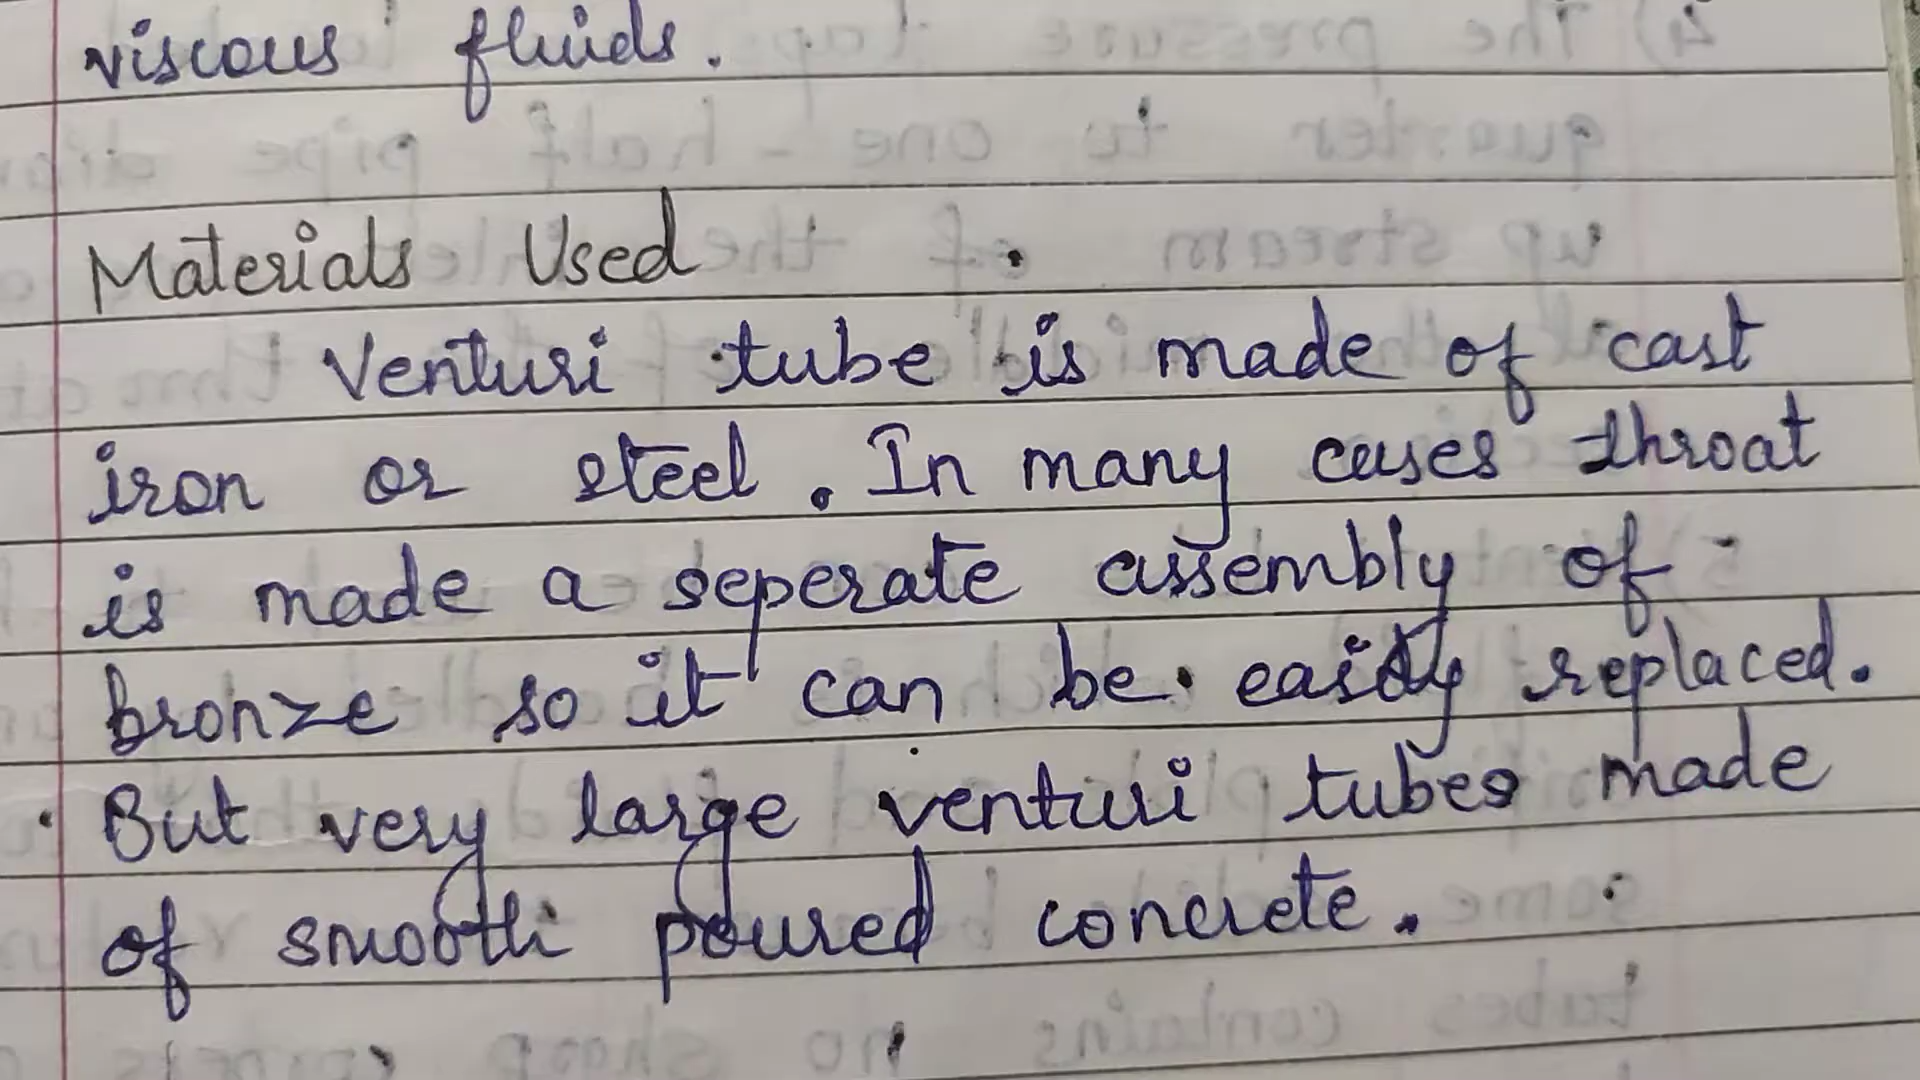 viscous fluids.
Materials Used
Venturi tube is made of cast
iron or steel. In many cases throat
is made a seperate assembly of
bronze so it can be easily replaced.
But very large venturi tubes made
of smooth poured concrete.